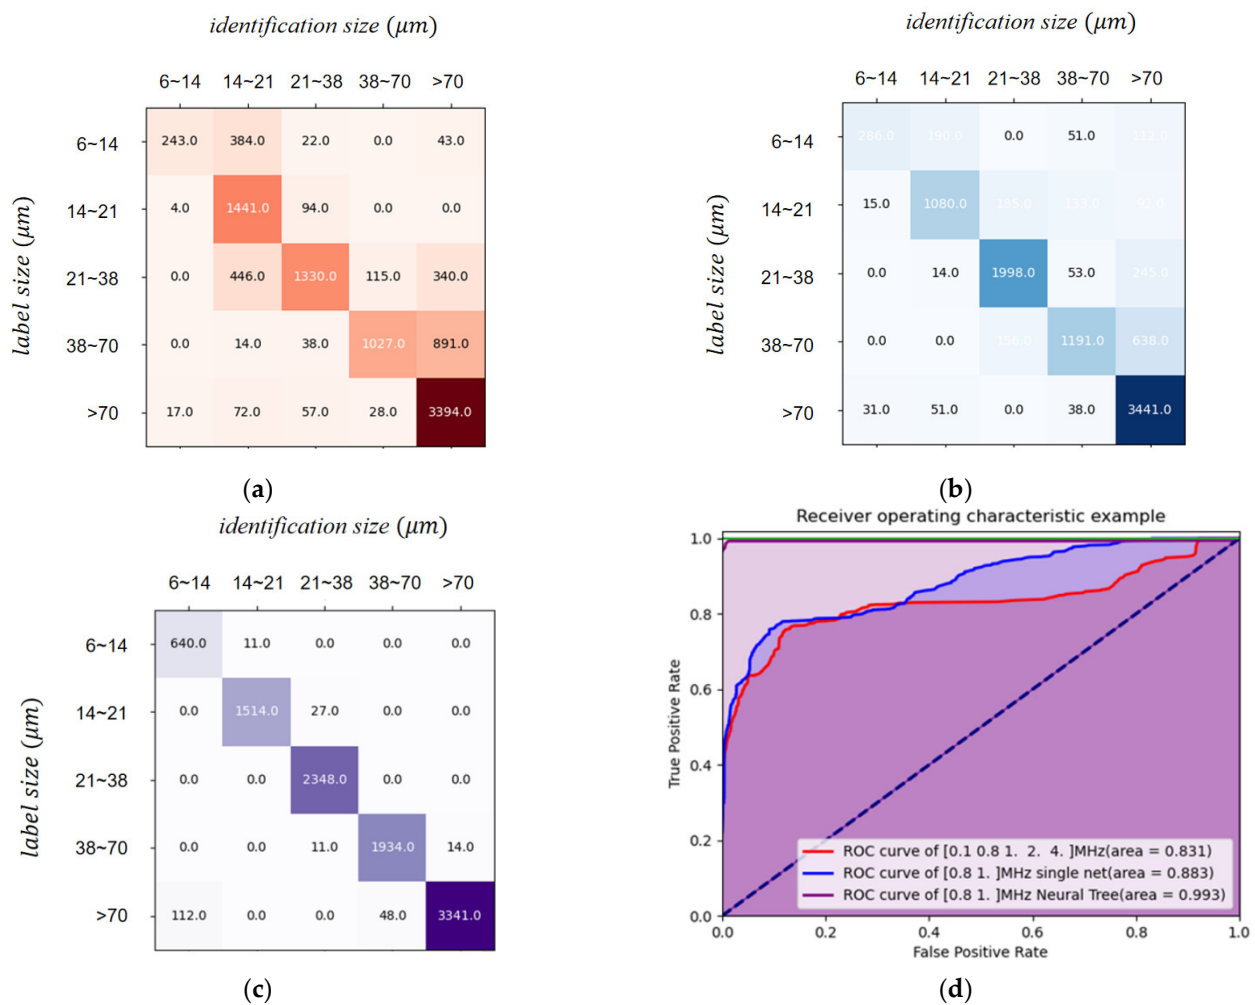 identification size (μm)
6~14 14~21 21~38 38~70 >70
label size (μm)
6~14 243.0 384.0 22.0 0.0 43.0
14~21 4.0 1441.0 94.0 0.0 0.0
21~38 0.0 446.0 1330.0 115.0 340.0
38~70 0.0 14.0 38.0 1027.0 891.0
>70 17.0 72.0 57.0 28.0 3394.0
(a)
identification size (μm)
6~14 14~21 21~38 38~70 >70
label size (μm)
6~14 286.0 190.0 0.0 51.0 112.0
14~21 15.0 1080.0 185.0 92.0
21~38 0.0 14.0 1998.0 53.0 245.0
38~70 0.0 0.0 1191.0 638.0
>70 31.0 51.0 0.0 38.0 3441.0
(b)
identification size (μm)
6~14 14~21 21~38 38~70 >70
label size (μm)
6~14 640.0 11.0 0.0 0.0 0.0
14~21 0.0 1514.0 27.0 0.0 0.0
21~38 0.0 0.0 2348.0 0.0 0.0
38~70 0.0 0.0 11.0 1934.0 14.0
>70 112.0 0.0 0.0 48.0 3341.0
(c)
Receiver operating characteristic example
True Positive Rate
1.0
0.8
0.6
0.4
0.2
0.0
ROC curve of [0.1 0.8 1. 2. 4. ]MHz(area = 0.831)
ROC curve of [0.8 1. ]MHz single net(area = 0.883)
ROC curve of [0.8 1. ]MHz Neural Tree(area = 0.993)
0.0 0.2 0.4 0.6 0.8 1.0
False Positive Rate
(d)